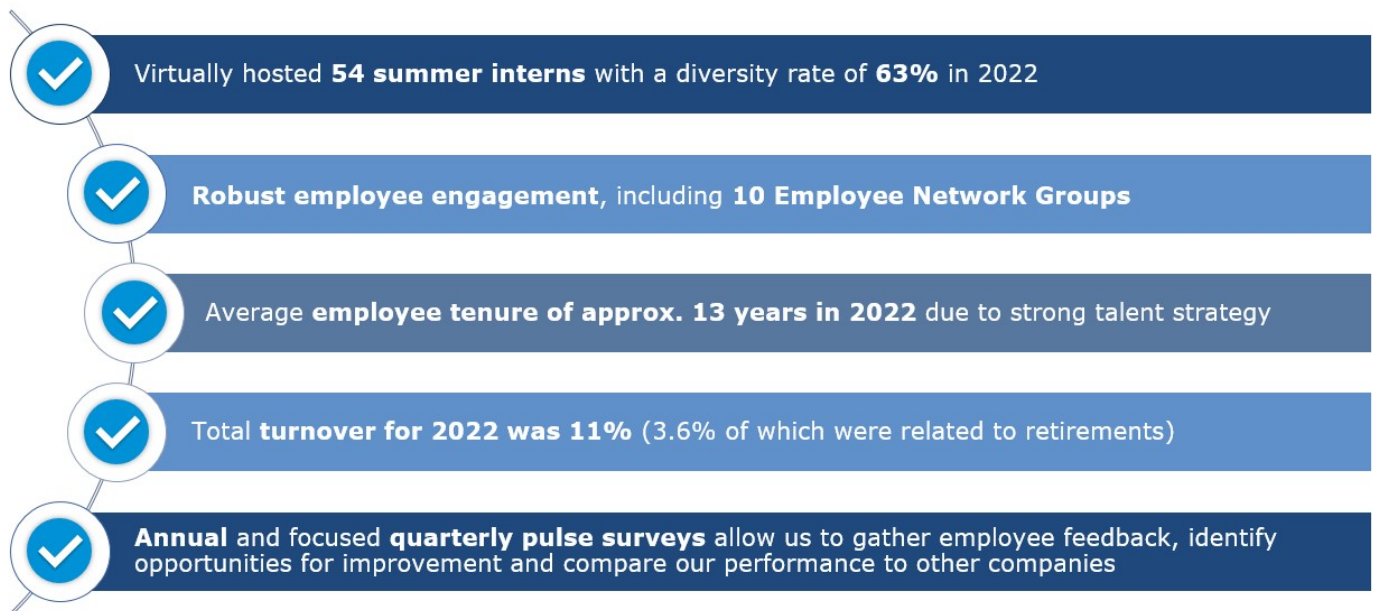 Virtually hosted 54 summer interns with a diversity rate of 63% in 2022
Robust employee engagement, including 10 Employee Network Groups
Average employee tenure of approx. 13 years in 2022 due to strong talent strategy
Total turnover for 2022 was 11% (3.6% of which were related to retirements)
Annual and focused quarterly pulse surveys allow us to gather employee feedback, identify
opportunities for improvement and compare our performance to other companies